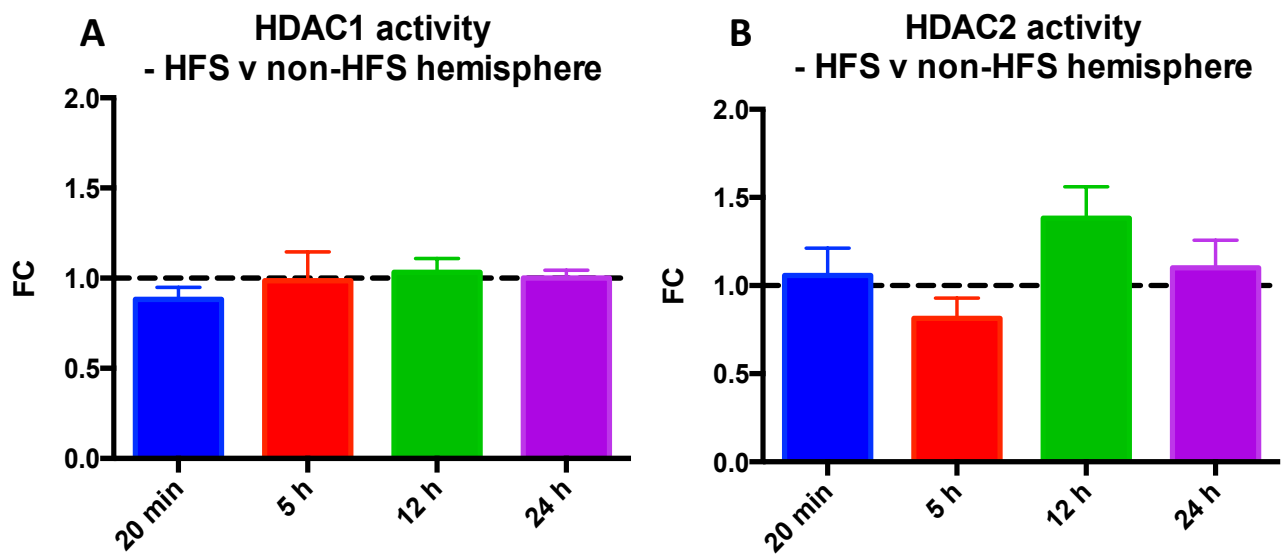 A
HDAC1 activity
- HFS v non-HFS hemisphere
2.0
1.5
1.0
0.5
0.0
FC
20 min
5 h
12 h
24 h
B
HDAC2 activity
- HFS v non-HFS hemisphere
2.0
1.5
1.0
0.5
0.0
FC
20 min
5 h
12 h
24 h